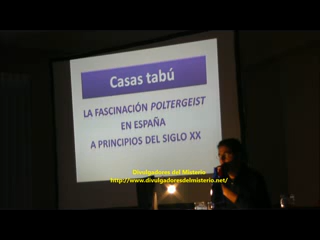 Casas tabú
LA FASCINACIÓN POLTERGEIST
EN ESPAÑA
A PRINCIPIOS DEL SIGLO XX
Divulgadores del Misterio
http://www.divulgadoresdelmisterio.net/